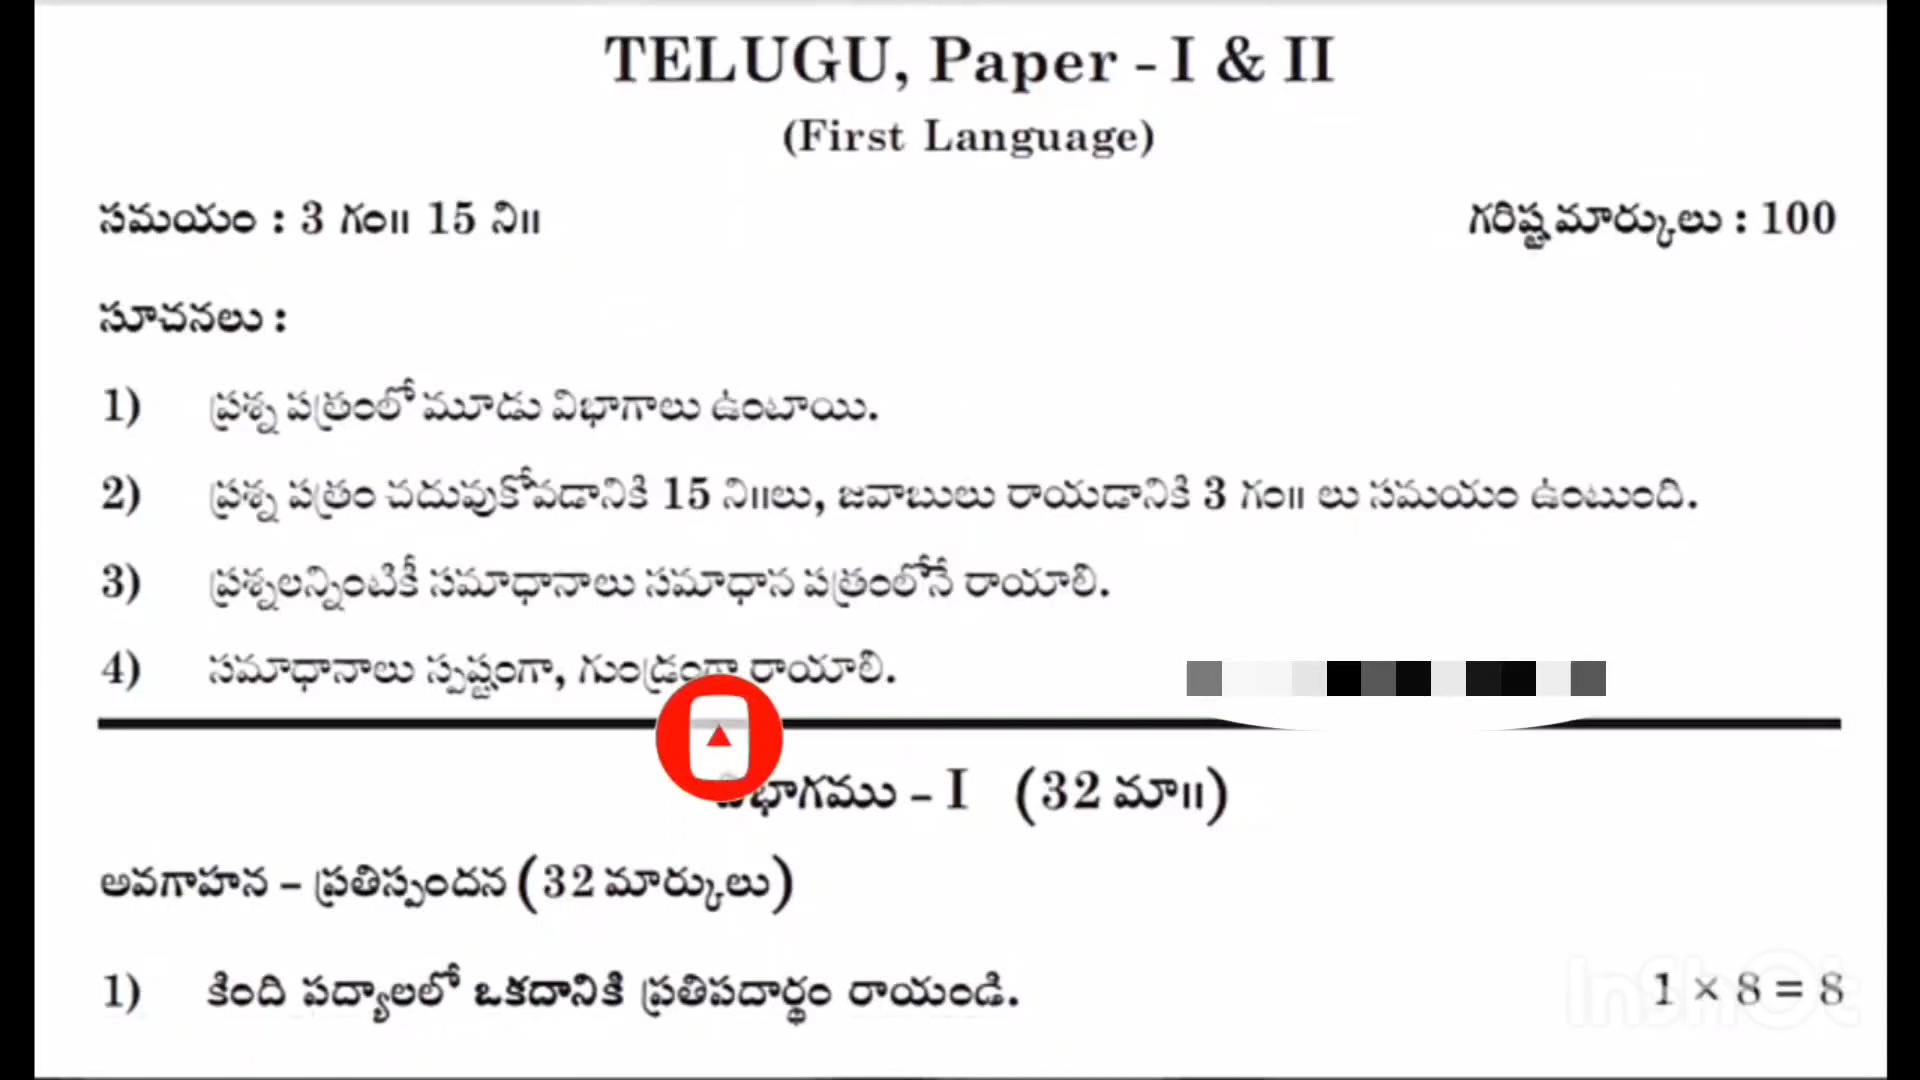 TELUGU, Paper - I & II
(First Language)
సమయం : 3 గం॥ 15 ని॥ గరిష్ట మార్కులు : 100
సూచనలు :
1) ప్రశ్న పత్రంలో మూడు విభాగాలు ఉంటాయి.
2) ప్రశ్న పత్రం చదువుకోవడానికి 15 ని॥లు, జవాబులు రాయడానికి 3 గం॥ లు సమయం ఉంటుంది.
3) ప్రశ్నలన్నింటికీ సమాధానాలు సమాధాన పత్రంలోనే రాయాలి.
4) సమాధానాలు స్పష్టంగా, గుండ్రంగా రాయాలి.
విభాగము - I (32 మా॥)
అవగాహన – ప్రతిస్పందన (32 మార్కులు)
1) కింది పద్యాలలో ఒకదానికి ప్రతిపదార్థం రాయండి. 1 × 8 = 8
InShOt